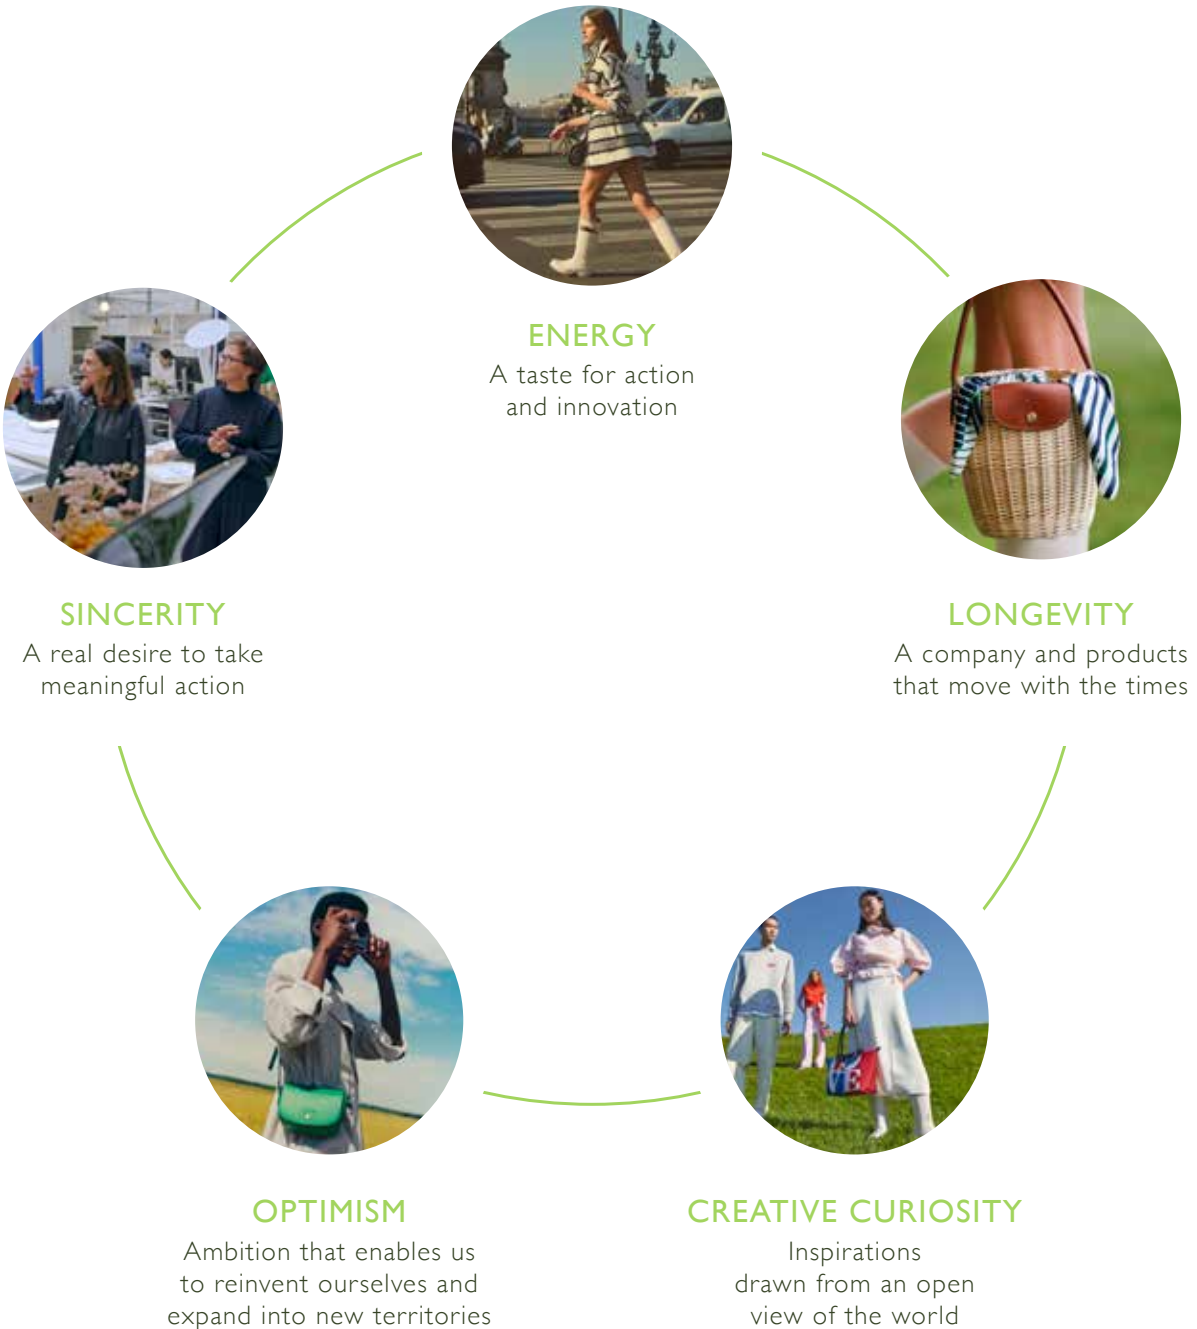 ENERGY
A taste for action
and innovation
SINCERITY
A real desire to take
meaningful action
LONGEVITY
A company and products
that move with the times
OPTIMISM
Ambition that enables us
to reinvent ourselves and
expand into new territories
CREATIVE CURIOSITY
Inspirations
drawn from an open
view of the world